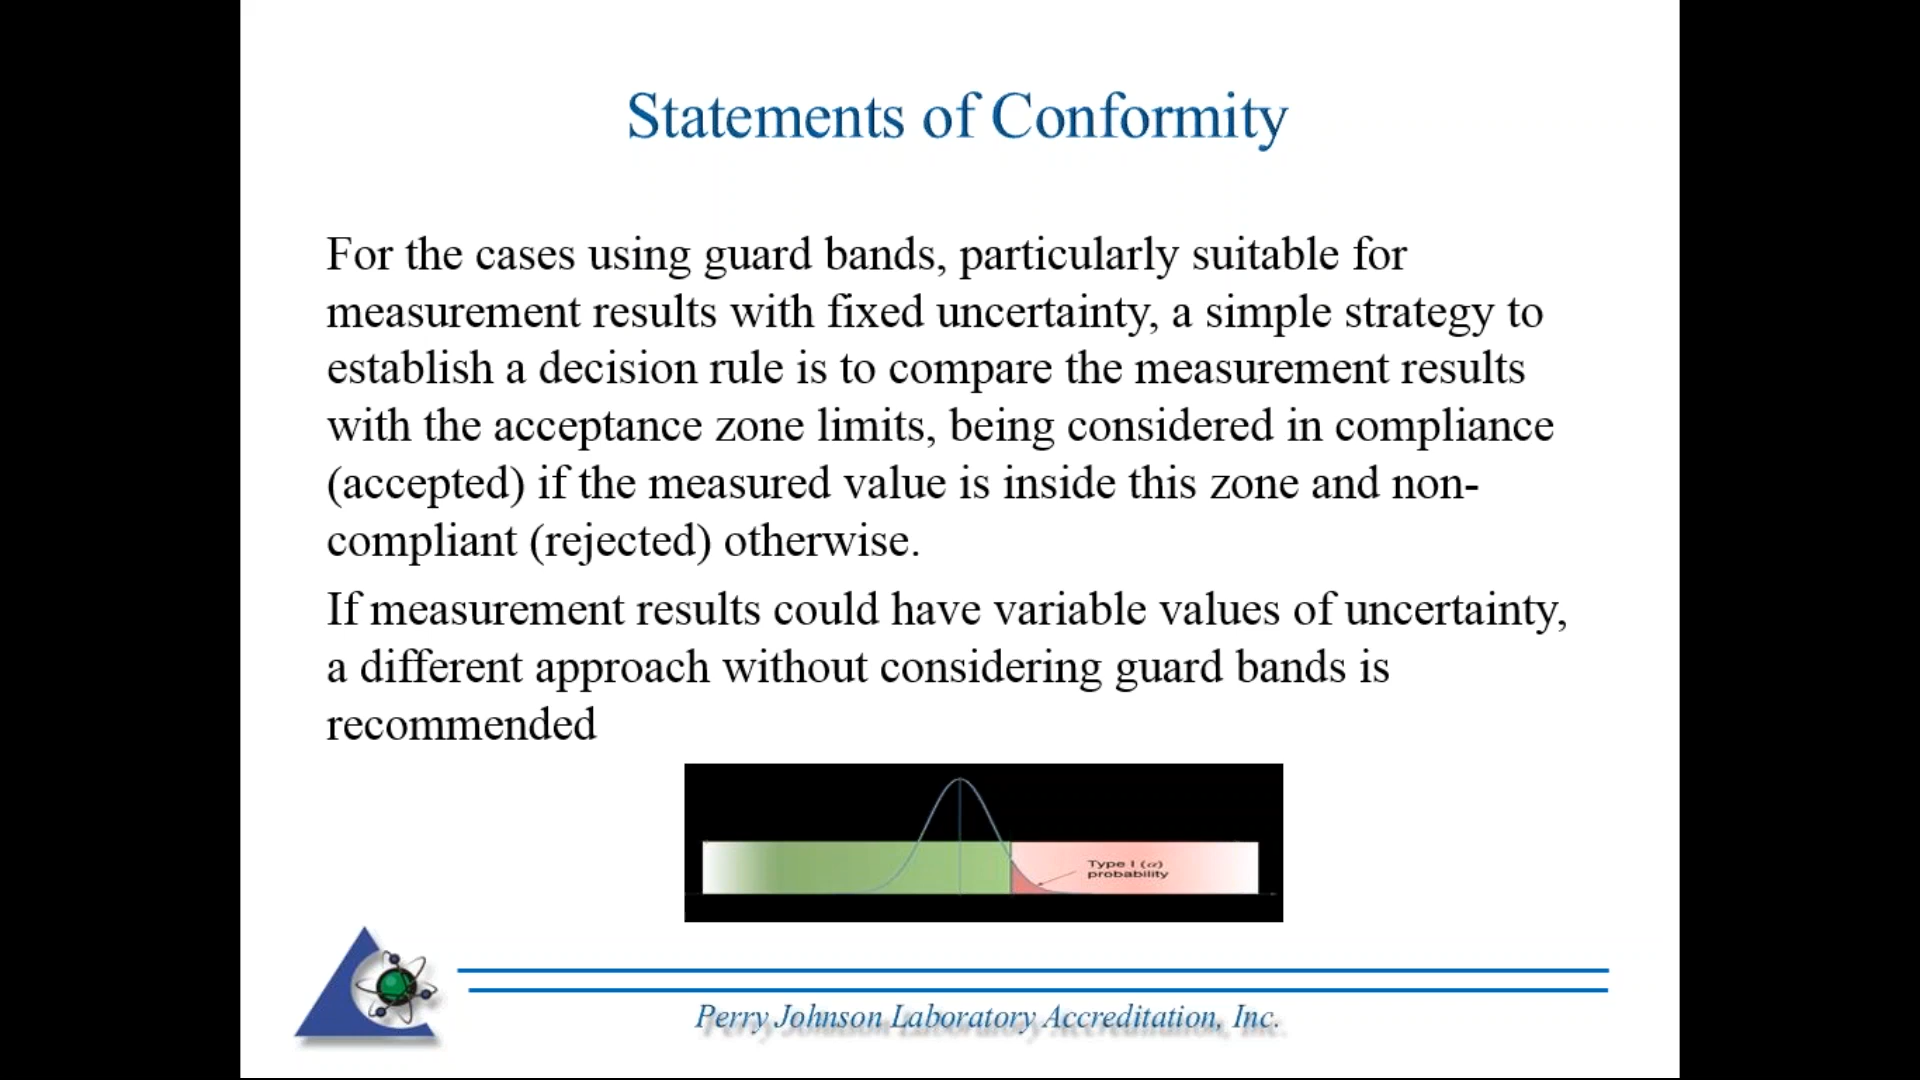 Statements of Conformity
For the cases using guard bands, particularly suitable for
measurement results with fixed uncertainty, a simple strategy to
establish a decision rule is to compare the measurement results
with the acceptance zone limits, being considered in compliance
(accepted) if the measured value is inside this zone and non-
compliant (rejected) otherwise.
If measurement results could have variable values of uncertainty,
a different approach without considering guard bands is
recommended
Type I (α)
probability
Perry Johnson Laboratory Accreditation, Inc.